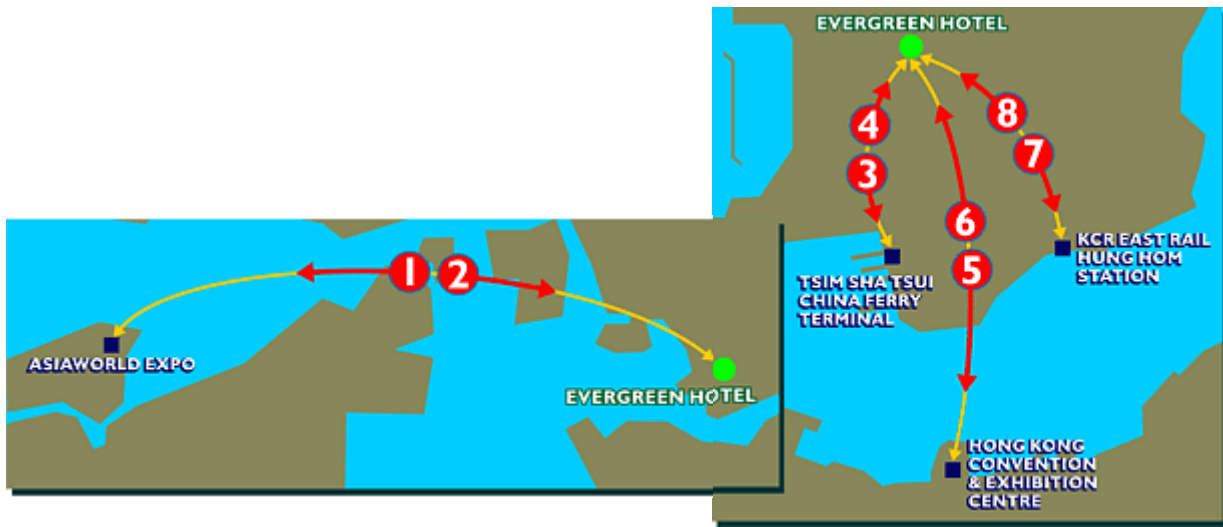 EVERGREEN HOTEL
4
8
3
7
6
5
KCR EAST RAIL
HUNG HOM
STATION
TSIM SHA TSUI
CHINA FERRY
TERMINAL
1
2
ASIAWORLD EXPO
EVERGREEN HOTEL
HONG KONG
CONVENTION
& EXHIBITION
CENTRE